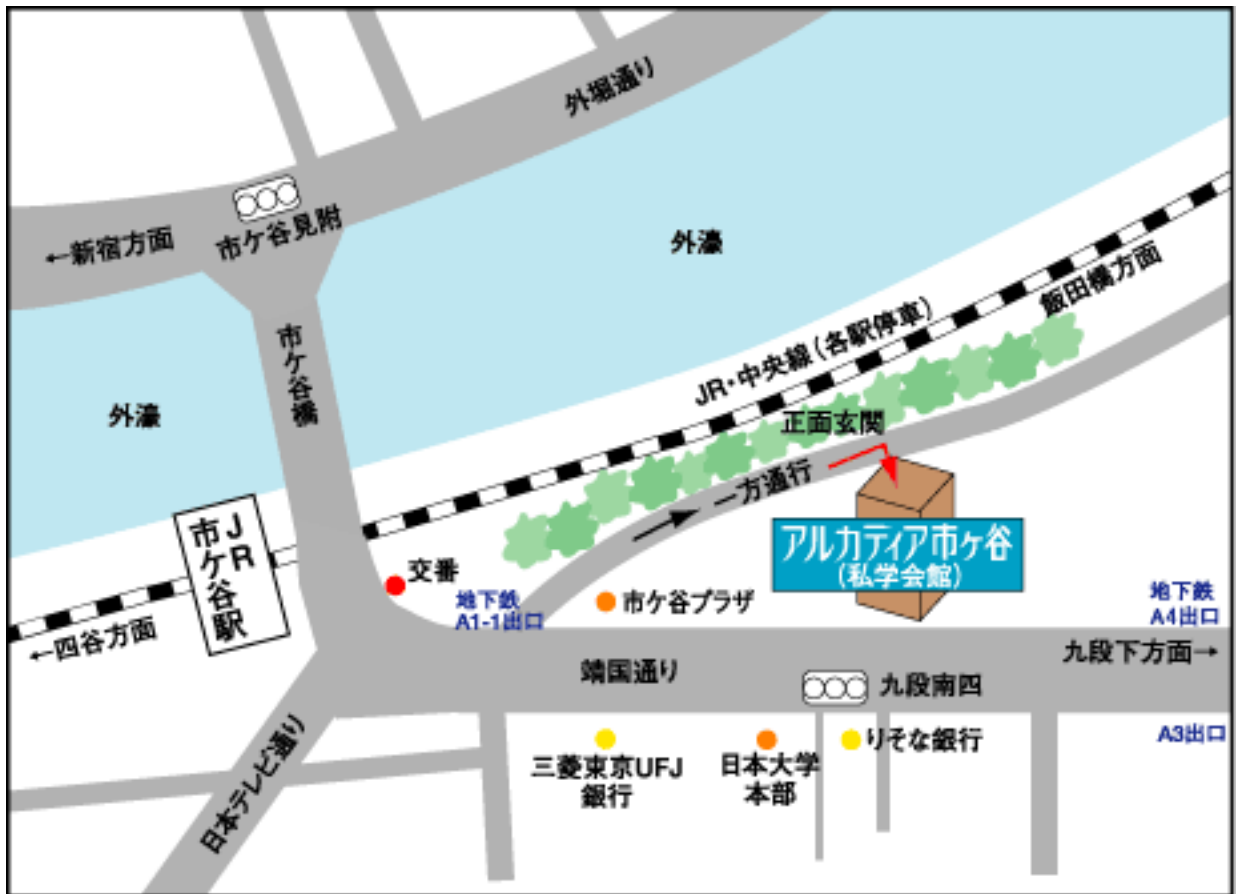 外堀通り
市ケ谷見附
←新宿方面
外濠
市ケ谷橋
飯田橋方面
JR・中央線(各駅停車)
外濠
正面玄関
一方通行
JR
市ケ谷駅
アルカディア市ヶ谷
(私学会館)
交番
地下鉄
A1-1出口
市ケ谷プラザ
地下鉄
A4出口
←四谷方面
九段下方面→
靖国通り
九段南四
日本テレビ通り
三菱東京UFJ
銀行
日本大学
本部
りそな銀行
A3出口